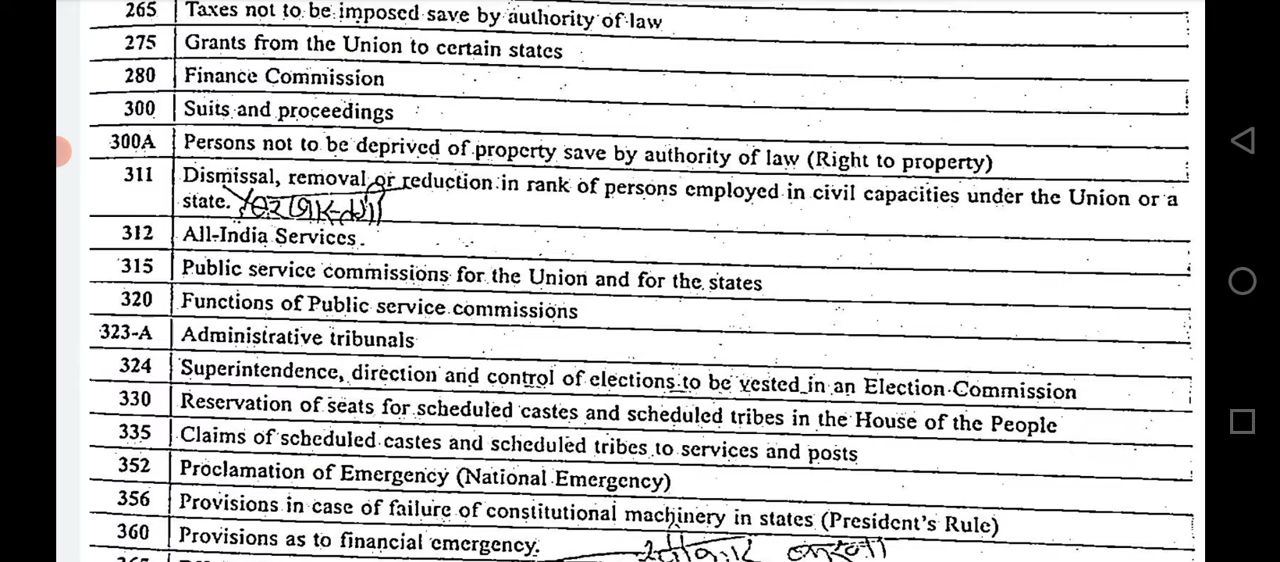 265 Taxes not to be imposed save by authority of law
275 Grants from the Union to certain states
280 Finance Commission
300 Suits and proceedings
300A Persons not to be deprived of property save by authority of law (Right to property)
311 Dismissal, removal or reduction in rank of persons employed in civil capacities under the Union or a
state.
312 All-India Services.
315 Public service commissions for the Union and for the states
320 Functions of Public service commissions
323-A Administrative tribunals
324 Superintendence, direction and control of elections to be vested in an Election Commission
330 Reservation of seats for scheduled castes and scheduled tribes in the House of the People
335 Claims of scheduled castes and scheduled tribes to services and posts
352 Proclamation of Emergency (National Emergency)
356 Provisions in case of failure of constitutional machinery in states (President's Rule)
360 Provisions as to financial emergency.